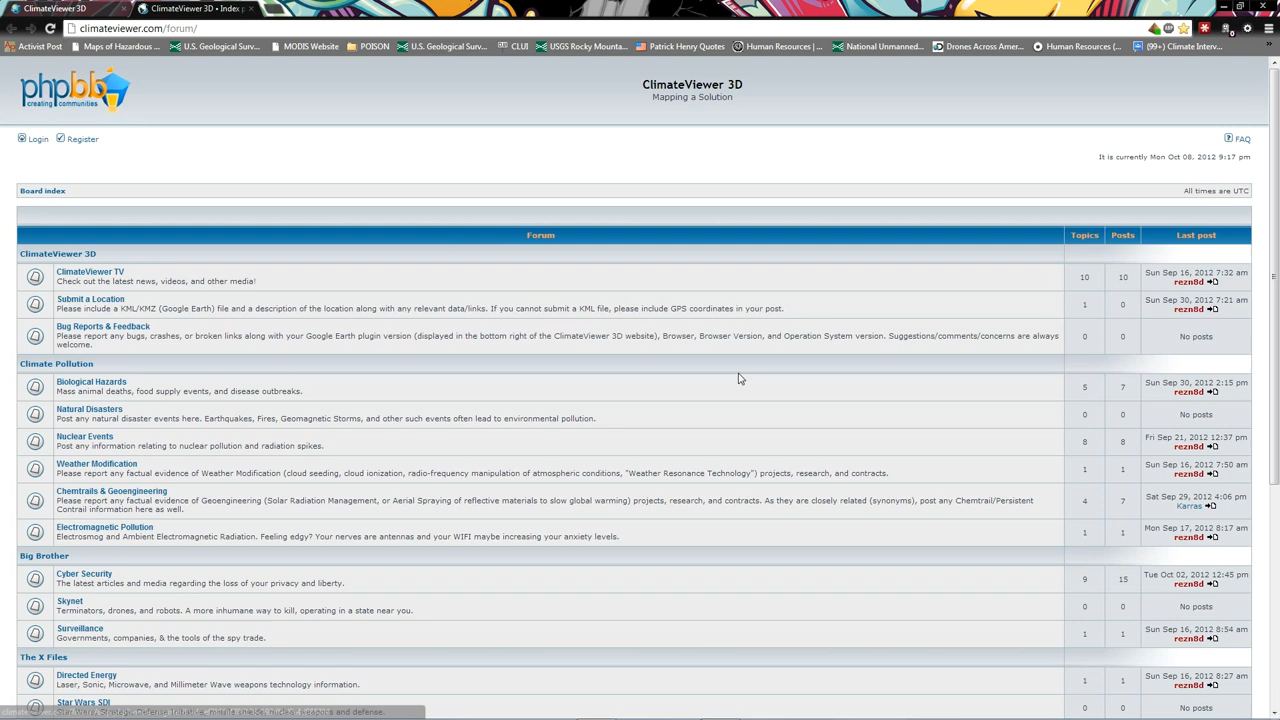 ClimateViewer 3D
ClimateViewer 3D • Index
climateviewer.com/forum/
Activist Post
Maps of Hazardous ...
U.S. Geological Surv...
MODIS Website
POISON
U.S. Geological Surv...
CLUI
USGS Rocky Mounta...
Patrick Henry Quotes
Human Resources | ...
National Unmanned...
Drones Across Amer...
Human Resources (...
(99+) Climate Interv...
phpbb
creating communities
ClimateViewer 3D
Mapping a Solution
Login Register
FAQ
It is currently Mon Oct 08, 2012 9:17 pm
Board index
All times are UTC
Forum Topics Posts Last post
ClimateViewer 3D
ClimateViewer TV
Check out the latest news, videos, and other media!
10 10 Sun Sep 16, 2012 7:32 am
rezn8d
Submit a Location
Please include a KML/KMZ (Google Earth) file and a description of the location along with any relevant data/links. If you cannot submit a KML file, please include GPS coordinates in your post.
1 0 Sun Sep 30, 2012 7:21 am
rezn8d
Bug Reports & Feedback
Please report any bugs, crashes, or broken links along with your Google Earth plugin version (displayed in the bottom right of the ClimateViewer 3D website), Browser, Browser Version, and Operation System version. Suggestions/comments/concerns are always
welcome.
0 0 No posts
Climate Pollution
Biological Hazards
Mass animal deaths, food supply events, and disease outbreaks.
5 7 Sun Sep 30, 2012 2:15 pm
rezn8d
Natural Disasters
Post any natural disaster events here. Earthquakes, Fires, Geomagnetic Storms, and other such events often lead to environmental pollution.
0 0 No posts
Nuclear Events
Post any information relating to nuclear pollution and radiation spikes.
8 8 Fri Sep 21, 2012 12:37 pm
rezn8d
Weather Modification
Please report any factual evidence of Weather Modification (cloud seeding, cloud ionization, radio-frequency manipulation of atmospheric conditions, "Weather Resonance Technology") projects, research, and contracts.
1 1 Sun Sep 16, 2012 7:50 am
rezn8d
Chemtrails & Geoengineering
Please report any factual evidence of Geoengineering (Solar Radiation Management, or Aerial Spraying of reflective materials to slow global warming) projects, research, and contracts. As they are closely related (synonyms), post any Chemtrail/Persistent
Contrail information here as well.
4 7 Sat Sep 29, 2012 4:06 pm
Karras
Electromagnetic Pollution
Electrosmog and Ambient Electromagnetic Radiation. Feeling edgy? Your nerves are antennas and your WIFI maybe increasing your anxiety levels.
1 1 Mon Sep 17, 2012 8:17 am
rezn8d
Big Brother
Cyber Security
The latest articles and media regarding the loss of your privacy and liberty.
9 15 Tue Oct 02, 2012 12:45 pm
rezn8d
Skynet
Terminators, drones, and robots. A more inhumane way to kill, operating in a state near you.
0 0 No posts
Surveillance
Governments, companies, & the tools of the spy trade.
1 1 Sun Sep 16, 2012 8:54 am
rezn8d
The X Files
Directed Energy
Laser, Sonic, Microwave, and Millimeter Wave weapons technology information.
1 1 Sun Sep 16, 2012 8:27 am
rezn8d
Star Wars SDI
Star Wars, Strategic Defense Initiative, missile shields, nuclear weapons and defense.
0 0 No posts